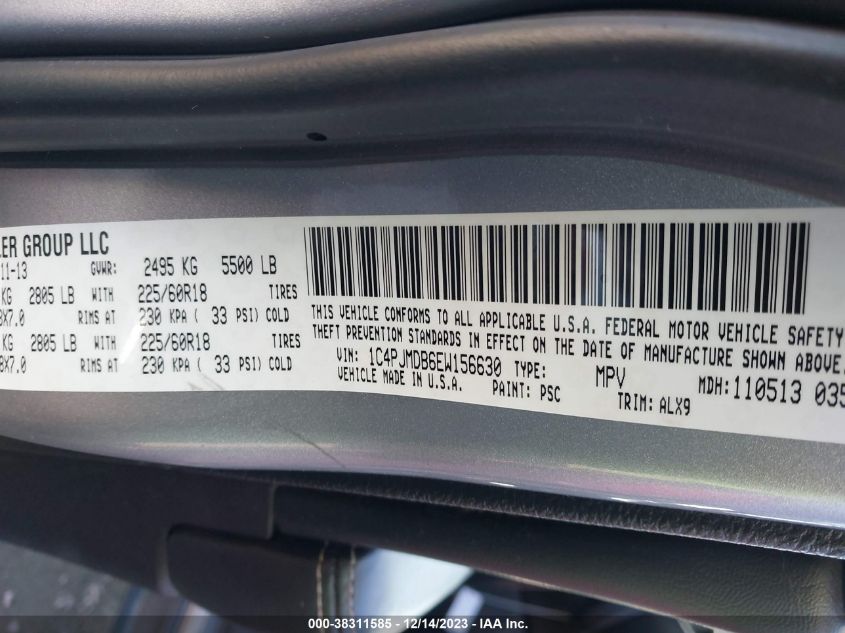 LER GROUP LLC
11-13 GVWR: 2495 KG 5500 LB
KG 2805 LB WITH 225/60R18 TIRES
8X7.0 RIMS AT 230 KPA ( 33 PSI) COLD
KG 2805 LB WITH 225/60R18 TIRES
8X7.0 RIMS AT 230 KPA ( 33 PSI) COLD
THIS VEHICLE CONFORMS TO ALL APPLICABLE U.S.A. FEDERAL MOTOR VEHICLE SAFETY
THEFT PREVENTION STANDARDS IN EFFECT ON THE DATE OF MANUFACTURE SHOWN ABOVE.
VIN: 1C4PJMDB6EW156630 TYPE: MPV MDH: 110513 035
VEHICLE MADE IN U.S.A. PAINT: PSC TRIM: ALX9
000-38311585 - 12/14/2023 - IAAI.com